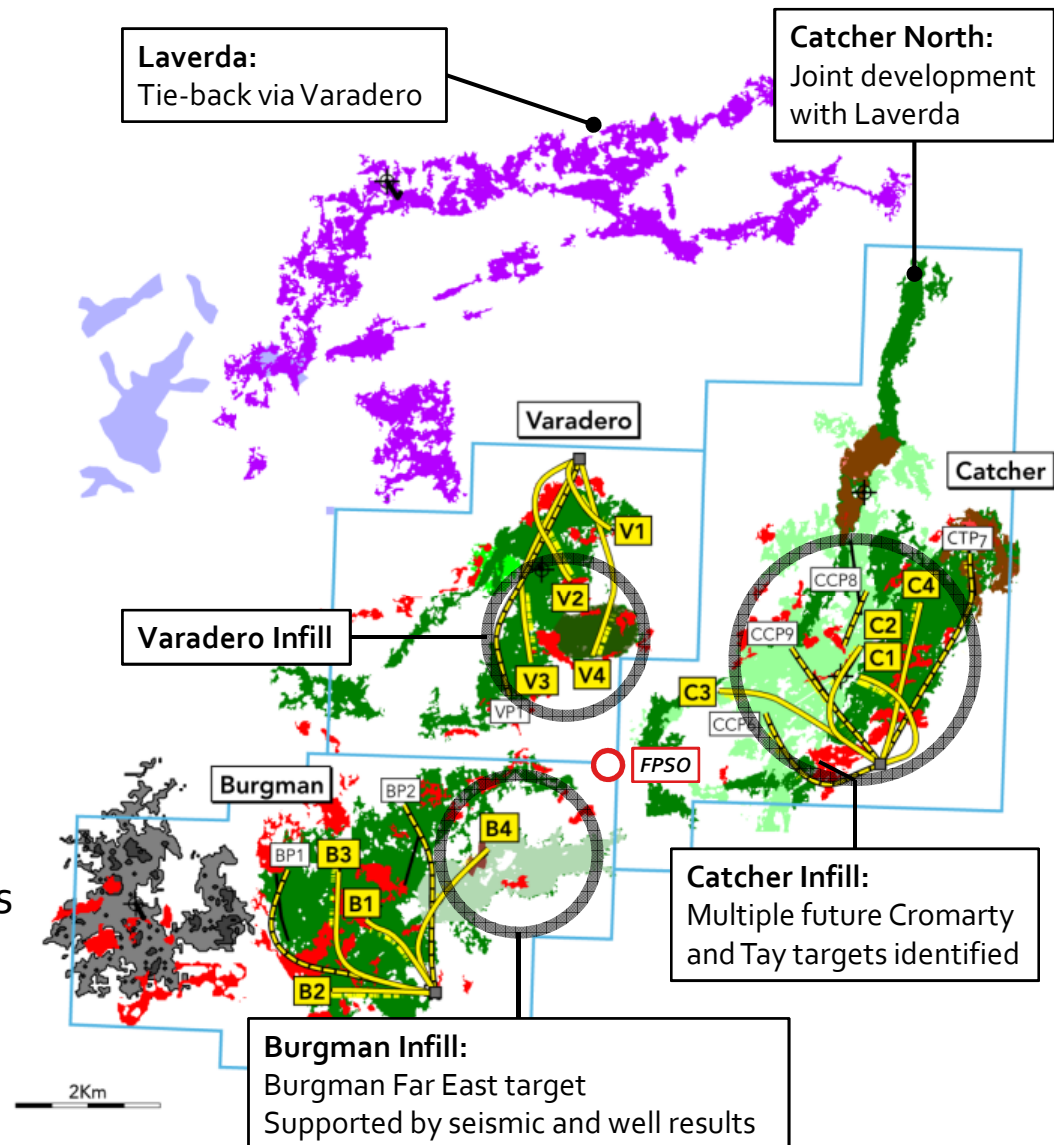 Laverda:
Tie-back via Varadero
Catcher North:
Joint development
with Laverda
Varadero
Catcher
V1
CTP7
CCP8
C4
V2
C2
CCP9
Varadero Infill
C1
V3
V4
C3
VP1
FPSO
Burgman
BP2
B4
BP1
B3
B1
s
B2
Catcher Infill:
Multiple future Cromarty
and Tay targets identified
Burgman Infill:
Burgman Far East target
Supported by seismic and well results
2Km